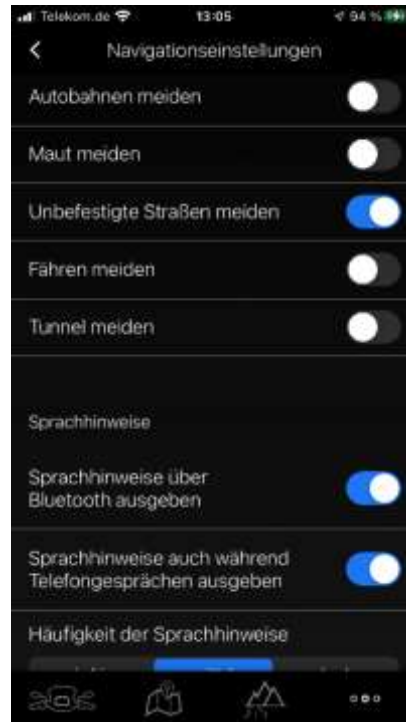 Telekom.de 13:05 94 %
Navigationseinstellungen
Autobahnen meiden
Maut meiden
Unbefestigte Straßen meiden
Fähren meiden
Tunnel meiden
Sprachhinweise
Sprachhinweise über
Bluetooth ausgeben
Sprachhinweise auch während
Telefongesprächen ausgeben
Häufigkeit der Sprachhinweise